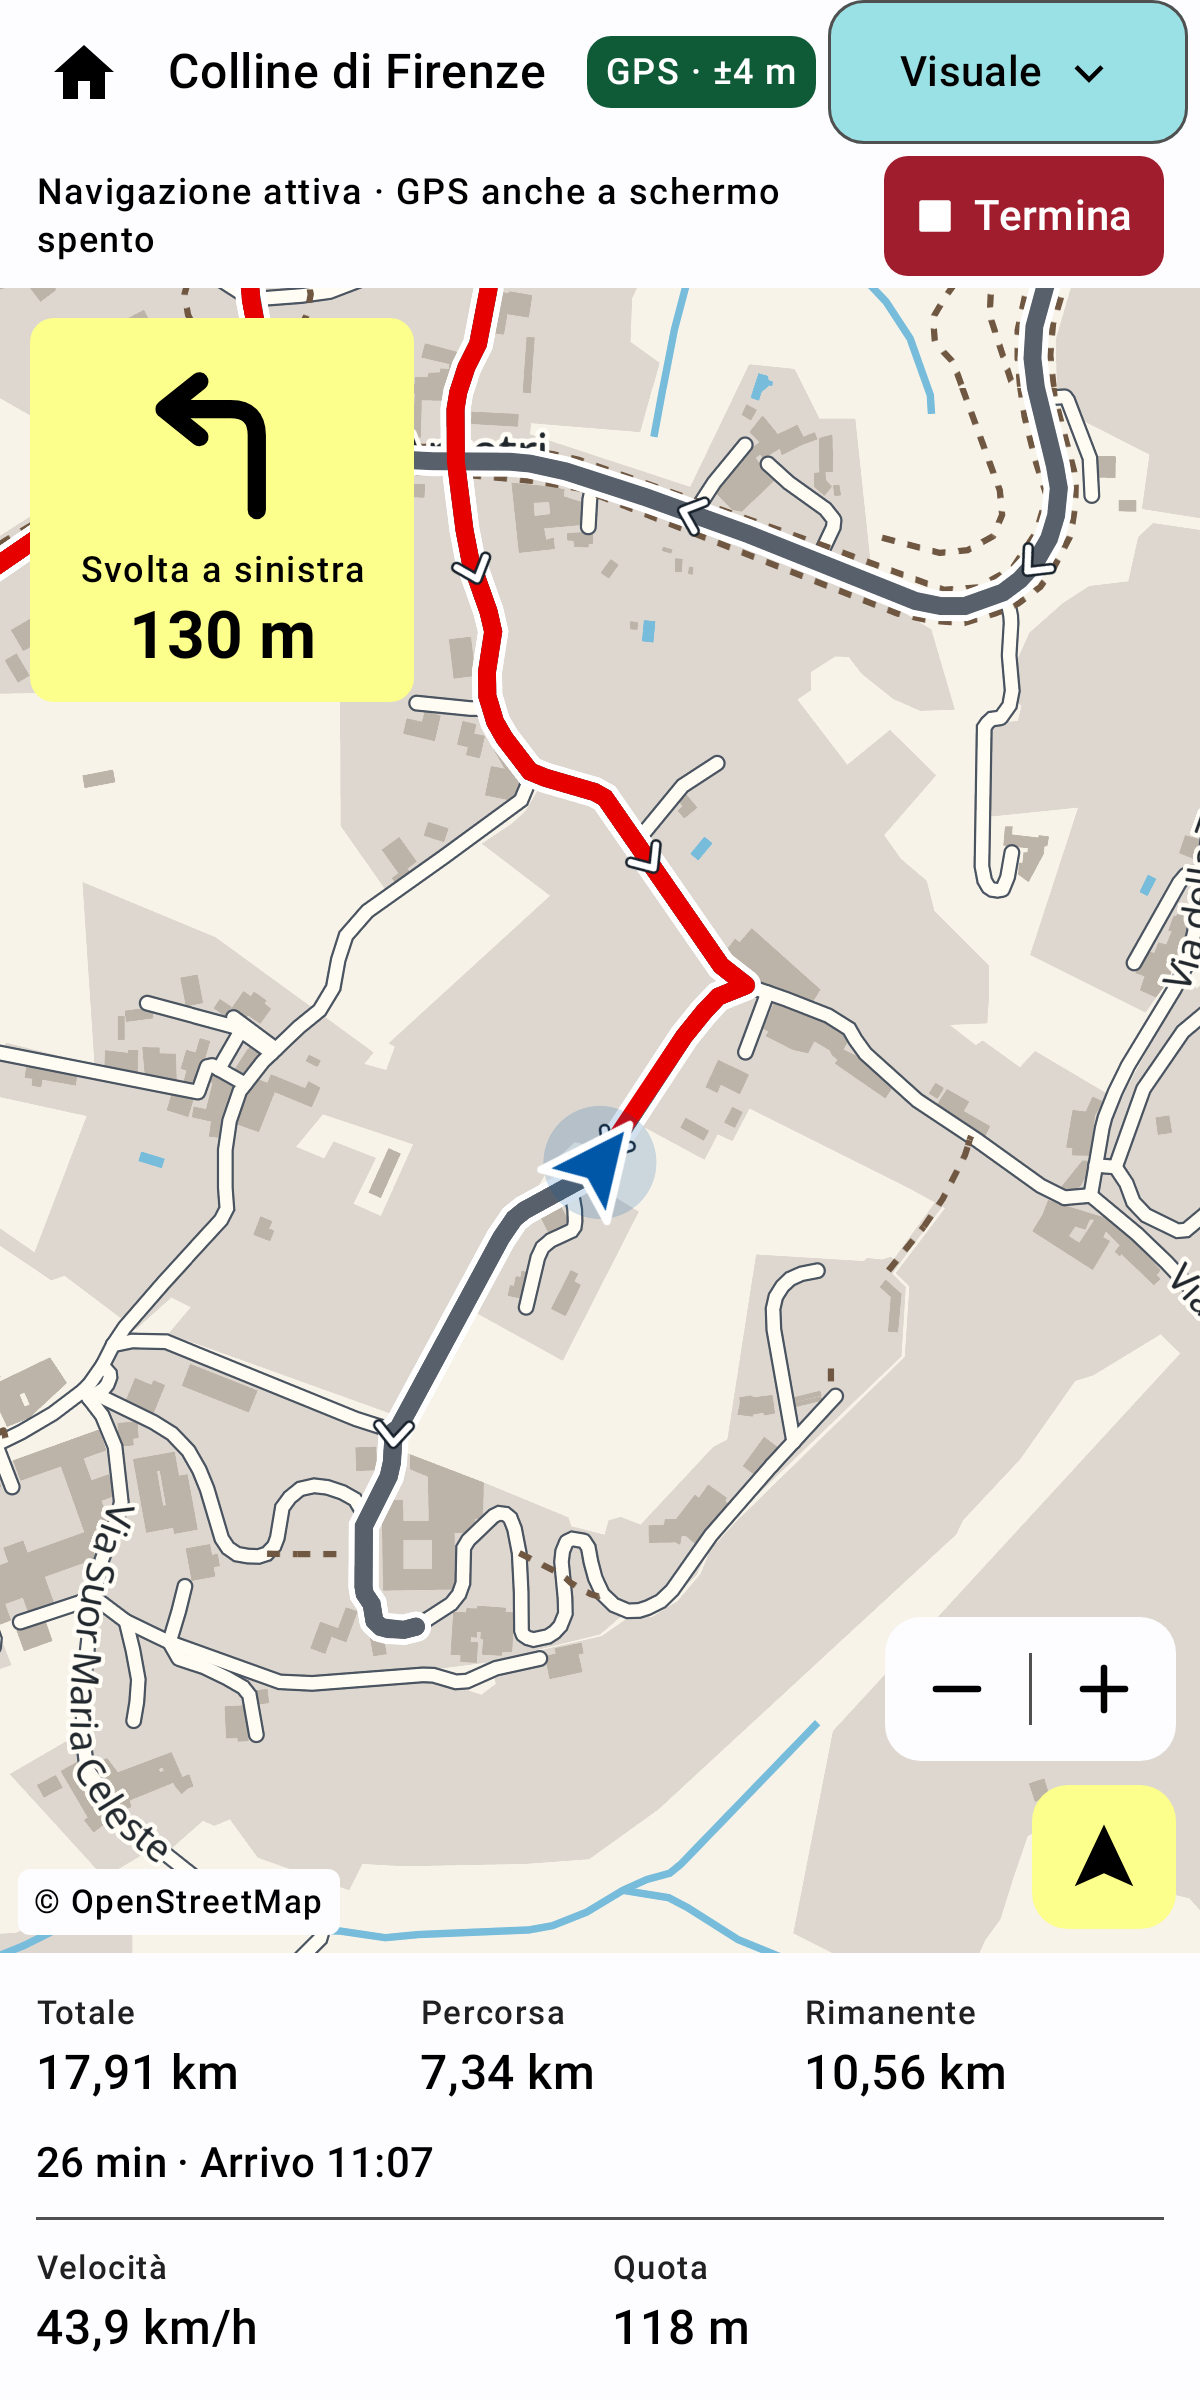 Colline di Firenze
GPS · ±4 m
Visuale
Navigazione attiva · GPS anche a schermo
spento
Termina
Svolta a sinistra
130 m
Via Suor Maria Celeste
© OpenStreetMap
Totale
Percorsa
Rimanente
17,91 km
7,34 km
10,56 km
26 min · Arrivo 11:07
Velocità
Quota
43,9 km/h
118 m